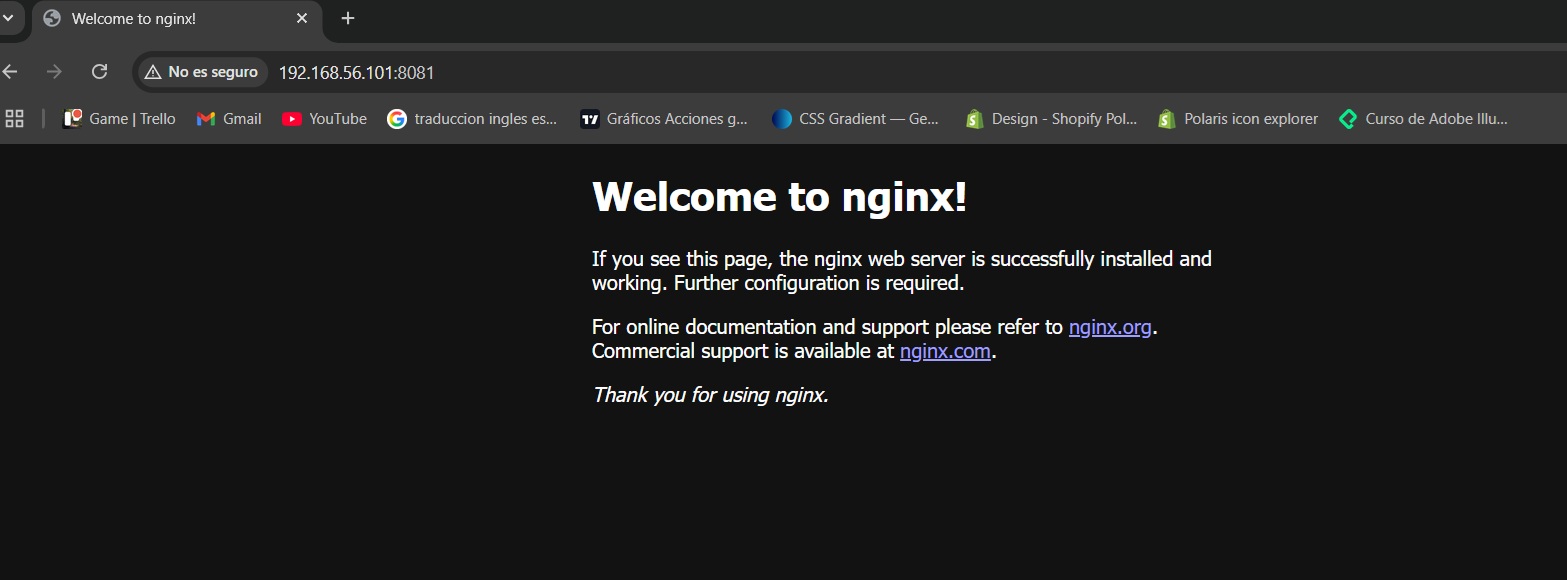 Welcome to nginx!
No es seguro 192.168.56.101:8081
Game | Trello Gmail YouTube traduccion ingles es... Gráficos Acciones g... CSS Gradient — Ge... Design - Shopify Pol... Polaris icon explorer Curso de Adobe Illu...
Welcome to nginx!
If you see this page, the nginx web server is successfully installed and
working. Further configuration is required.
For online documentation and support please refer to nginx.org.
Commercial support is available at nginx.com.
Thank you for using nginx.